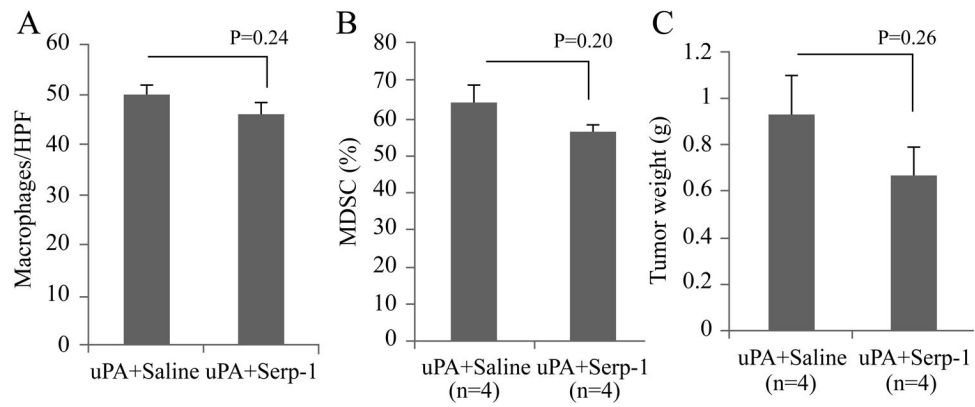 A
P=0.24
Macrophages/HPF
60
50
40
30
20
10
0
uPA+Saline uPA+Serp-1
B
P=0.20
MDSC (%)
80
70
60
50
40
30
20
10
0
uPA+Saline uPA+Serp-1
(n=4) (n=4)
C
P=0.26
Tumor weight (g)
1.2
1
0.8
0.6
0.4
0.2
0
uPA+Saline uPA+Serp-1
(n=4) (n=4)